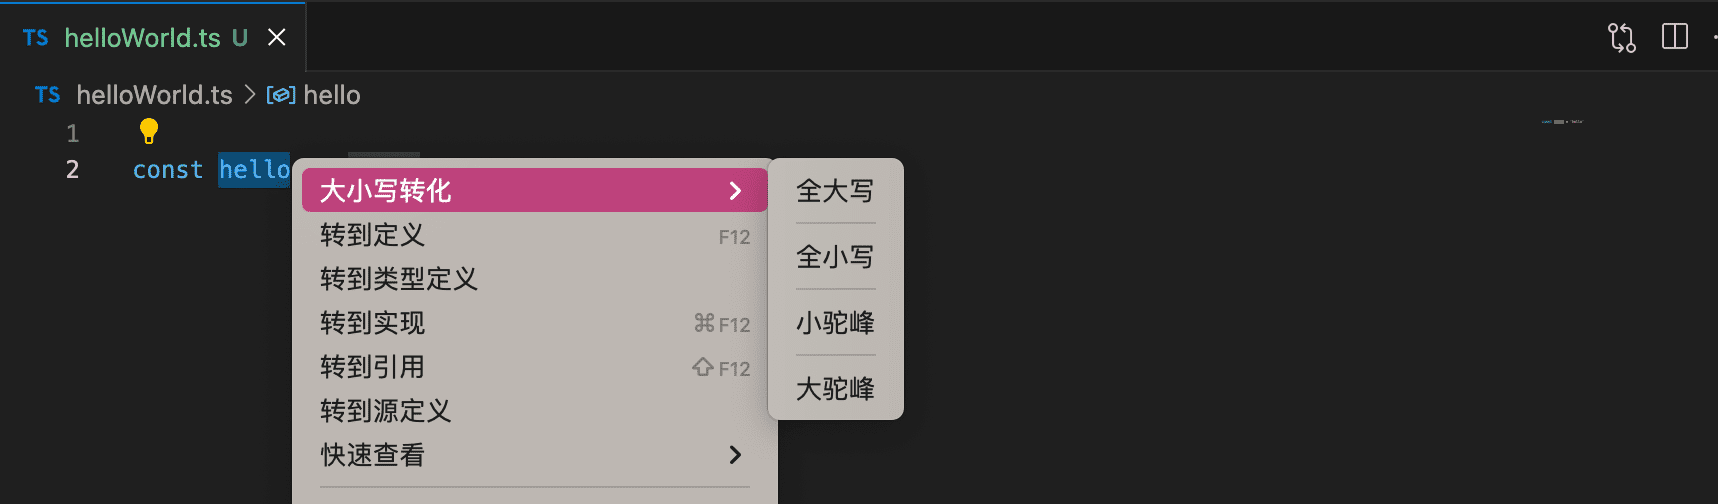 TS helloWorld.ts U
TS helloWorld.ts > hello
1
2 const hello
大小写转化
转到定义 F12
转到类型定义
转到实现 ⌘F12
转到引用 ⇧F12
转到源定义
快速查看
全大写
全小写
小驼峰
大驼峰